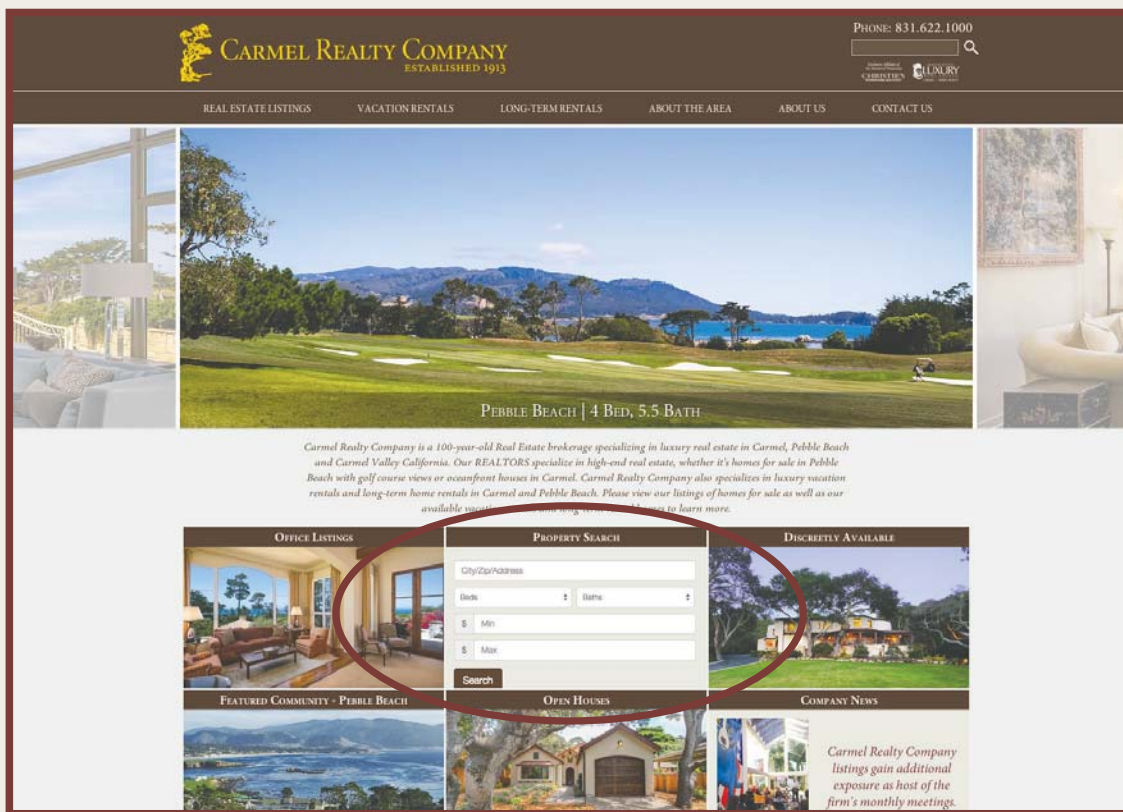 CARMEL REALTY COMPANY
ESTABLISHED 1913
PHONE: 831.622.1000
CHRISTIE'S
LUXURY
REAL ESTATE LISTINGS
VACATION RENTALS
LONG-TERM RENTALS
ABOUT THE AREA
ABOUT US
CONTACT US
PEBBLE BEACH | 4 BED, 5.5 BATH
Carmel Realty Company is a 100-year-old Real Estate brokerage specializing in luxury real estate in Carmel, Pebble Beach
and Carmel Valley California. Our REALTORS specialize in high-end real estate, whether it's homes for sale in Pebble
Beach with golf course views or oceanfront houses in Carmel. Carmel Realty Company also specializes in luxury vacation
rentals and long-term home rentals in Carmel and Pebble Beach. Please view our listings of homes for sale as well as our
available to learn more.
OFFICE LISTINGS
PROPERTY SEARCH
DISCREETLY AVAILABLE
City/Zip/Address
Beds
Baths
$ Min
$ Max
Search
FEATURED COMMUNITY - PEBBLE BEACH
OPEN HOUSES
COMPANY NEWS
Carmel Realty Company
listings gain additional
exposure as host of the
firm's monthly meetings.